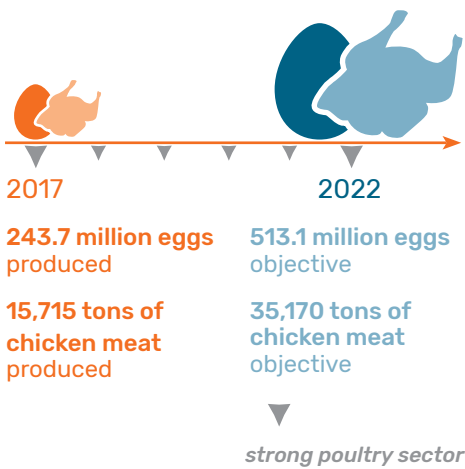 2017
2022
243.7 million eggs
produced
513.1 million eggs
objective
15,715 tons of
chicken meat
produced
35,170 tons of
chicken meat
objective
strong poultry sector